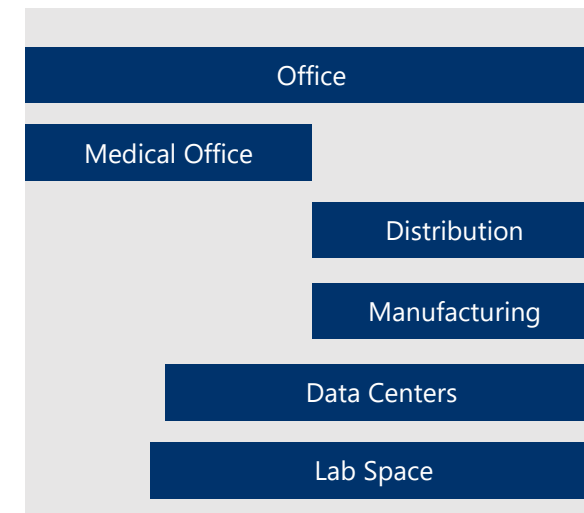 Office
Medical Office
Distribution
Manufacturing
Data Centers
Lab Space